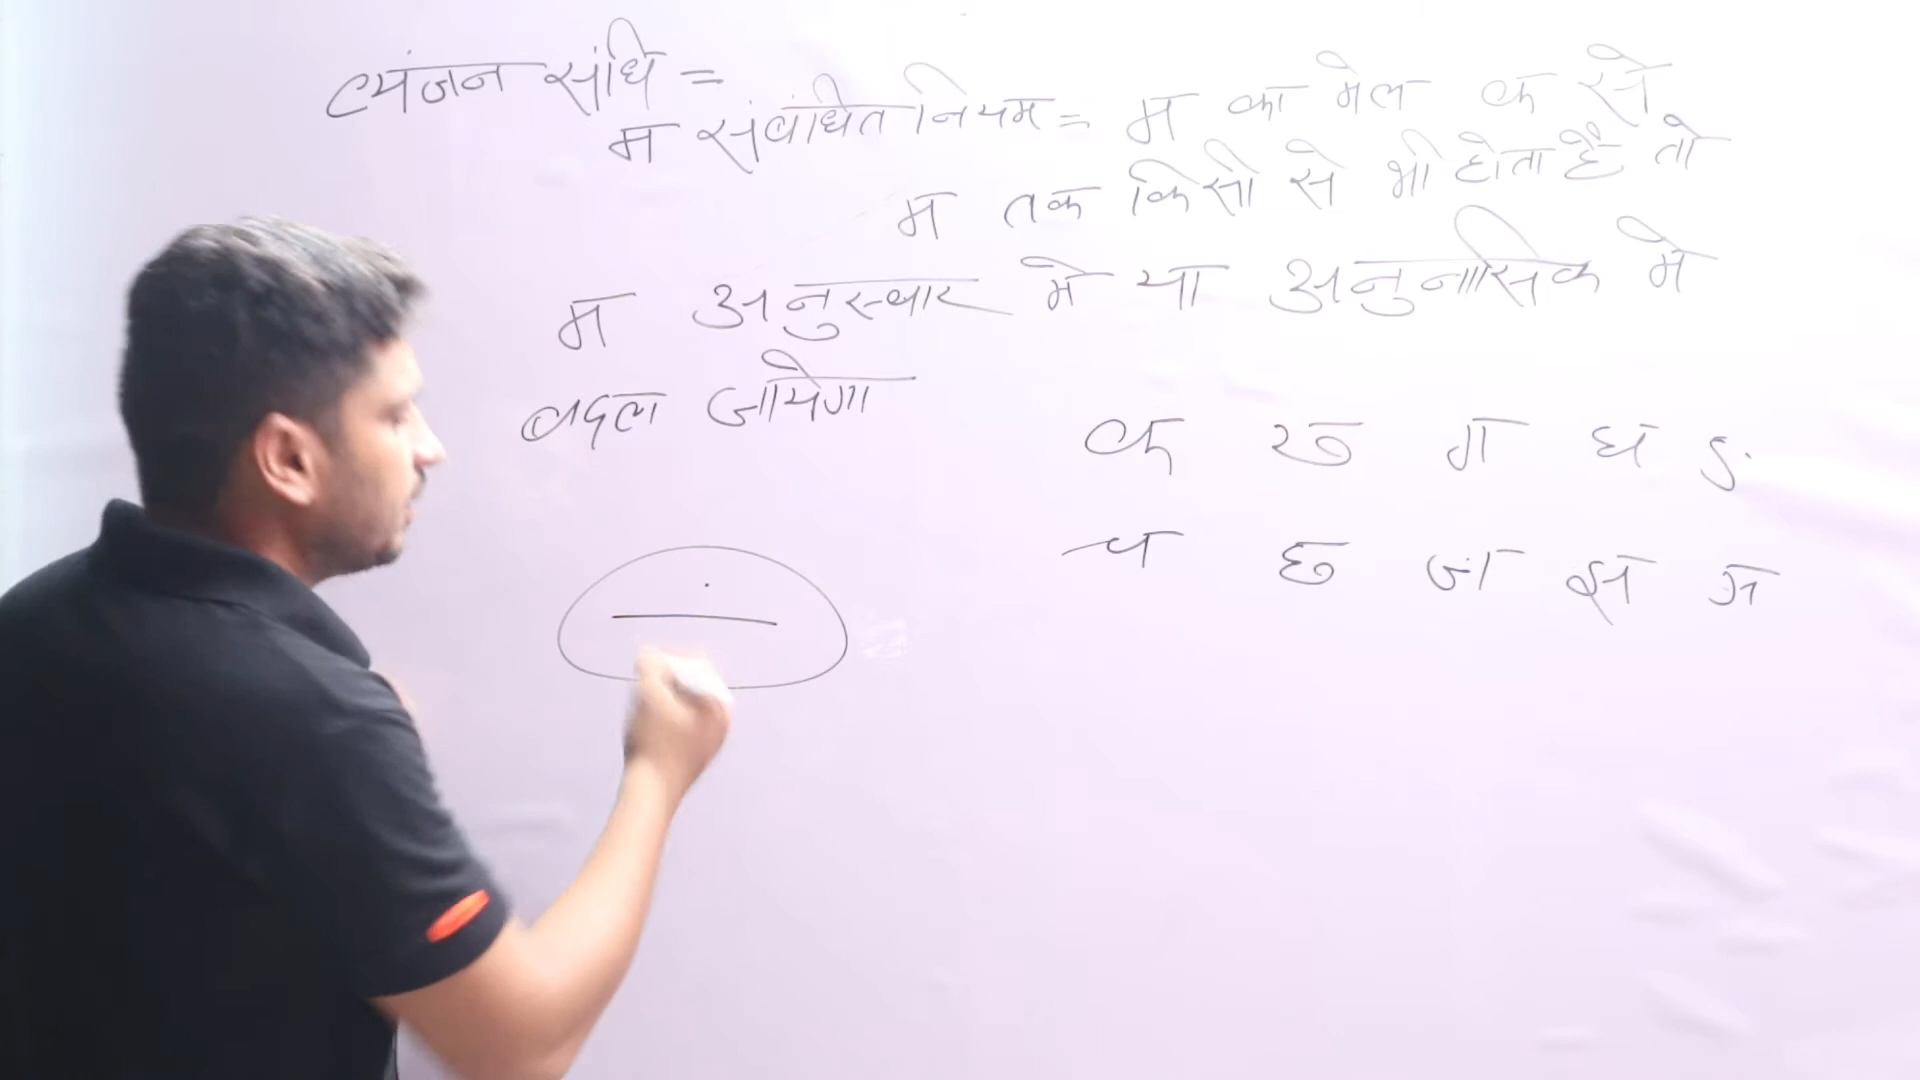 व्यंजन संधि =
म संबंधित नियम = म का मेल क से
म तक किसी से भी होता है तो
म अनुस्वार मे या अनुनासिक मे
बदल जायेगा
क ख ग घ ङ
च छ ज झ ञ